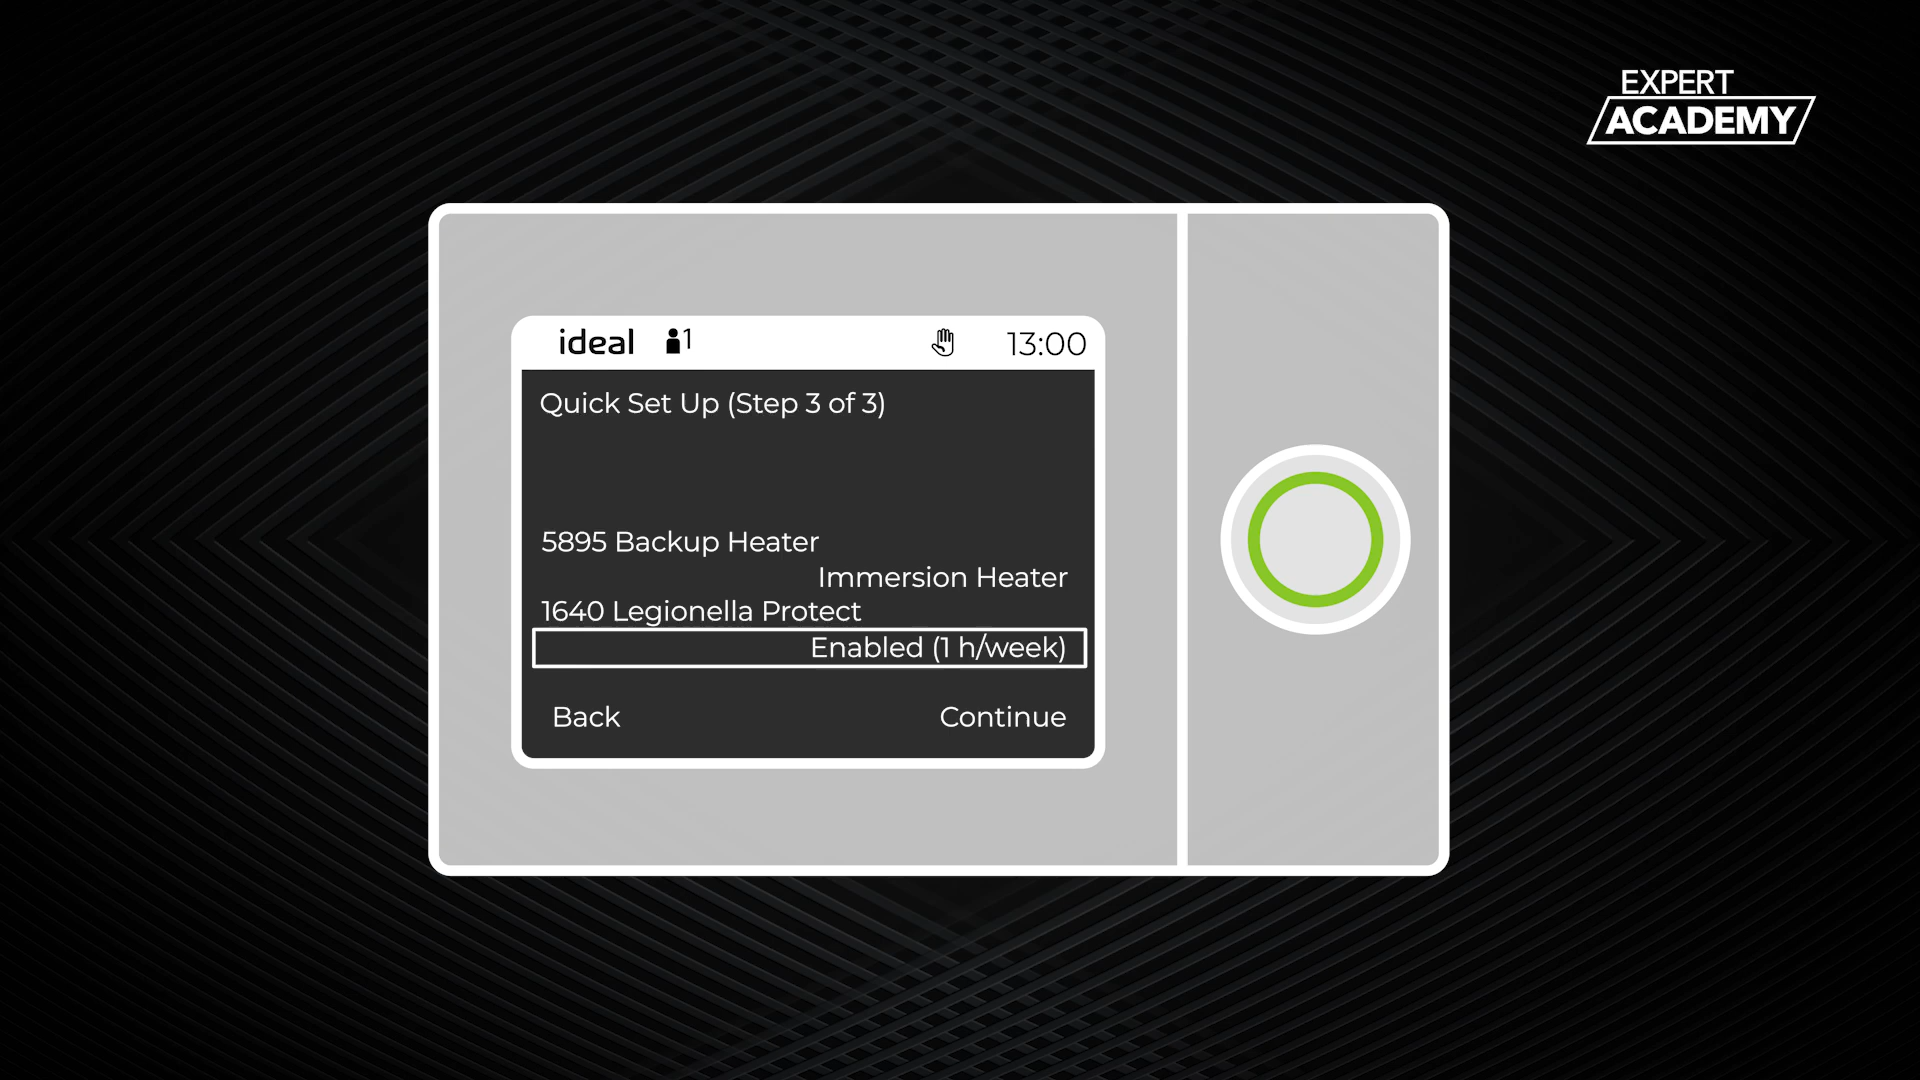 EXPERT
ACADEMY
ideal 1 13:00
Quick Set Up (Step 3 of 3)
5895 Backup Heater
Immersion Heater
1640 Legionella Protect
Enabled (1 h/week)
Back Continue